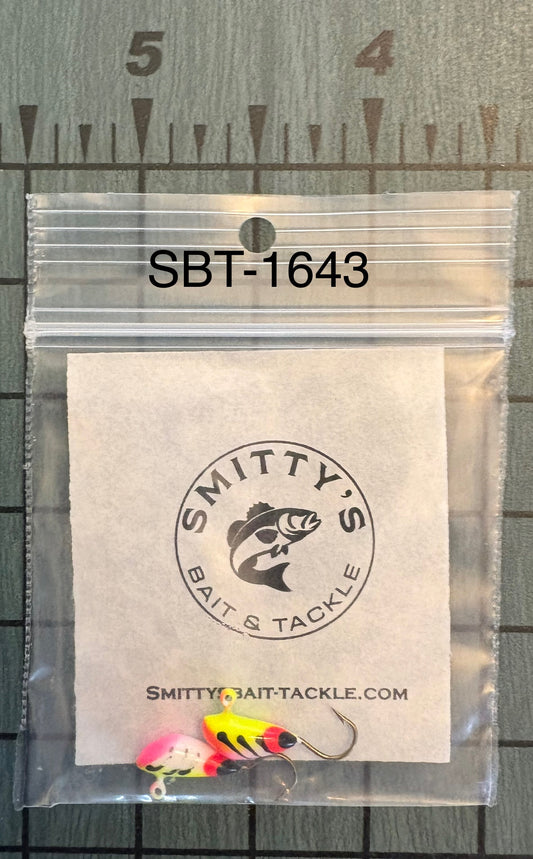 5 4
SBT-1643
SMITTY'S
BAIT & TACKLE
SMITTYSBAIT-TACKLE.COM